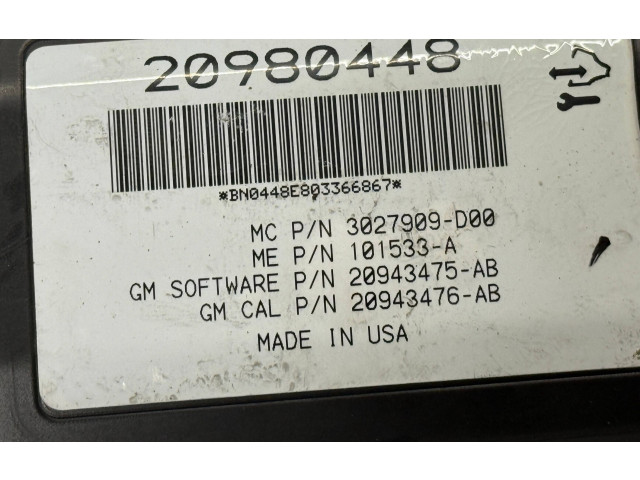 20980448
*BN0448E803366867*
MC P/N 3027909-D00
ME P/N 101533-A
GM SOFTWARE P/N 20943475-AB
GM CAL P/N 20943476-AB
MADE IN USA